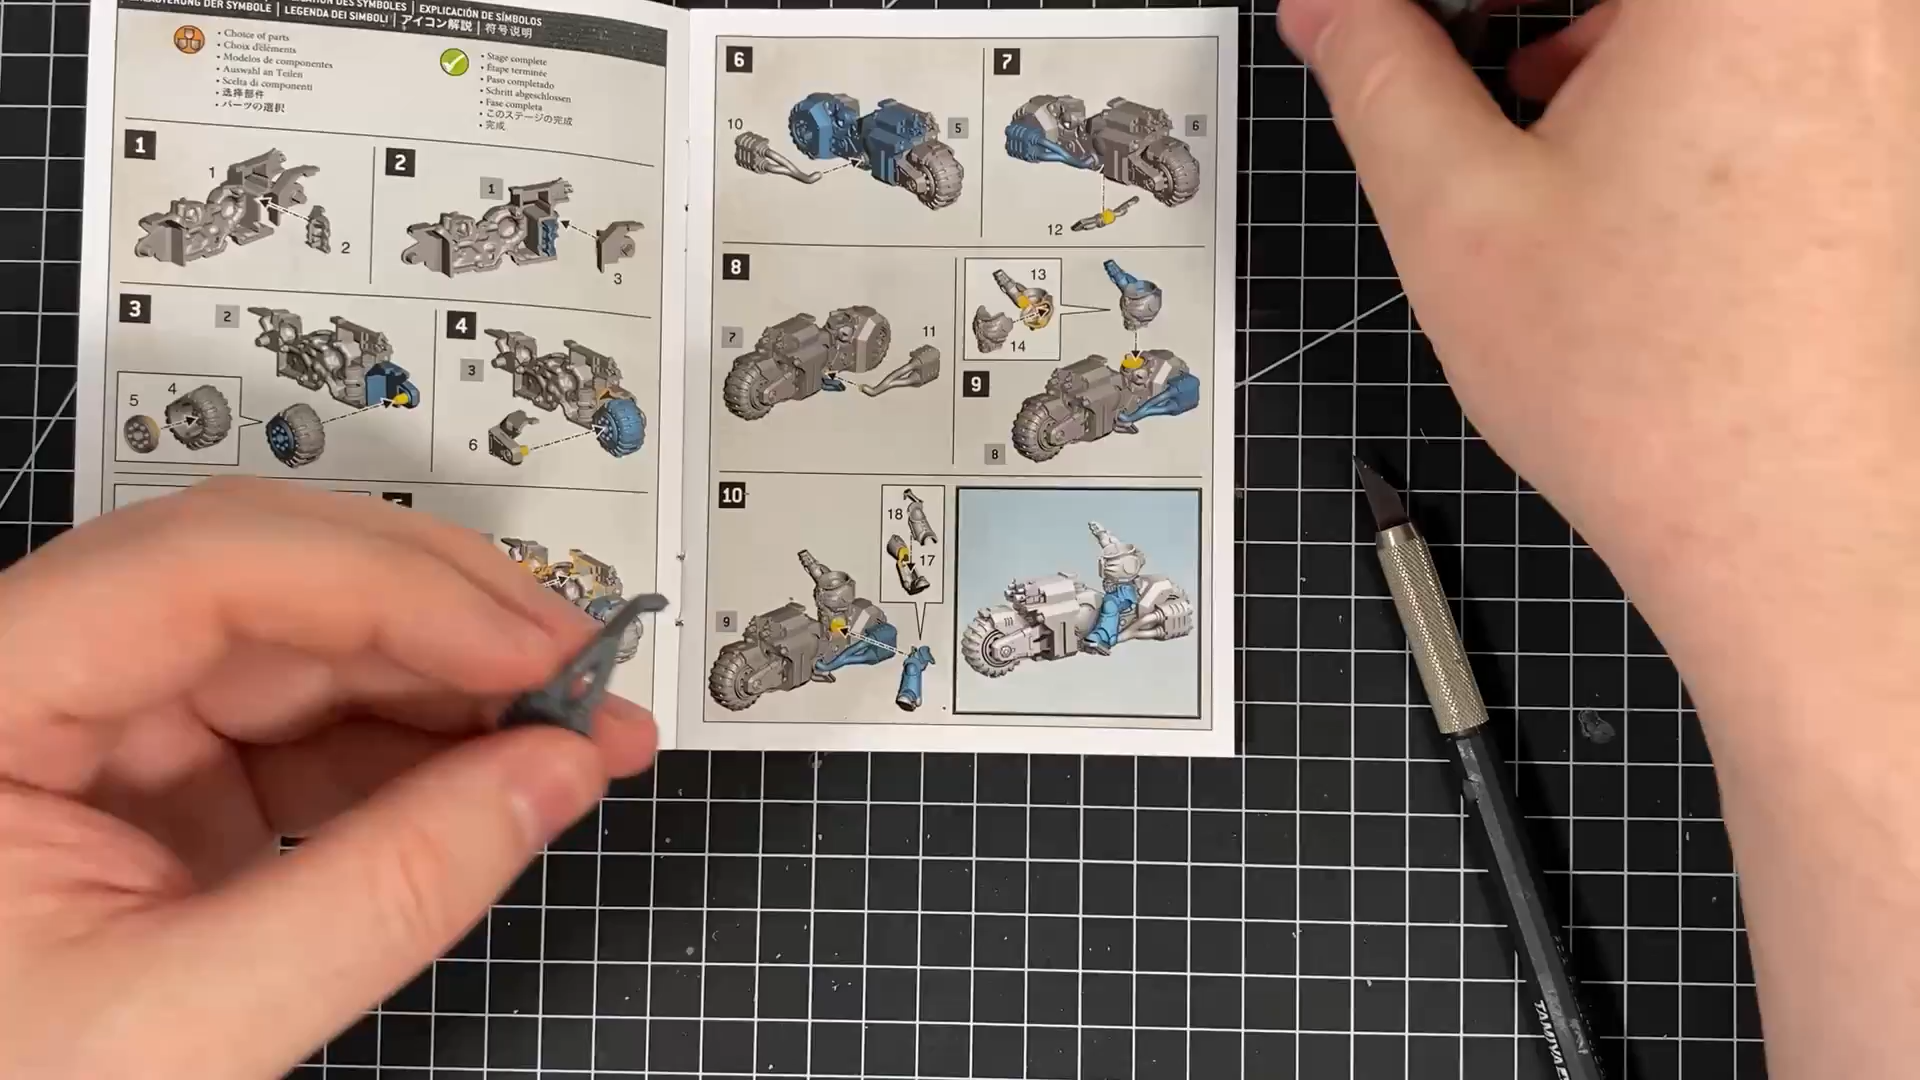 DER SYMBOLE | LEGENDA DEI SIMBOLI | アイコン解説 | 符号说明
DES SYMBOLES | EXPLICACIÓN DE SÍMBOLOS
• Choice of parts
• Choix d'éléments
• Modelos de componentes
• Auswahl an Teilen
• Scelta di componenti
• 选择部件
• パーツの選択
• Stage complete
• Étape terminée
• Paso completado
• Schritt abgeschlossen
• Fase completa
• このステージの完成
• 完成
1
1
2
2
1
3
3
2
4
5
4
3
6
6
10
5
7
6
12
8
7
11
13
14
9
8
10
18
17
9
TAMIYA